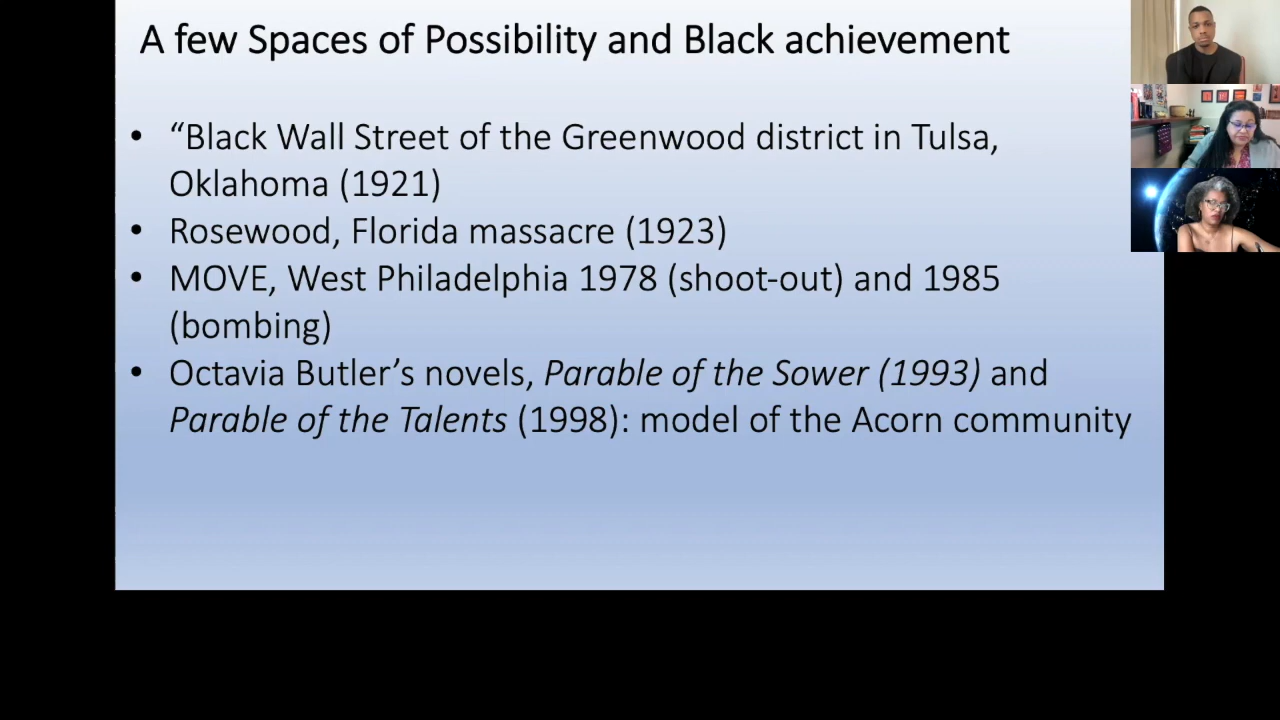 A few Spaces of Possibility and Black achievement
• “Black Wall Street of the Greenwood district in Tulsa,
Oklahoma (1921)
• Rosewood, Florida massacre (1923)
• MOVE, West Philadelphia 1978 (shoot-out) and 1985
(bombing)
• Octavia Butler’s novels, Parable of the Sower (1993) and
Parable of the Talents (1998): model of the Acorn community